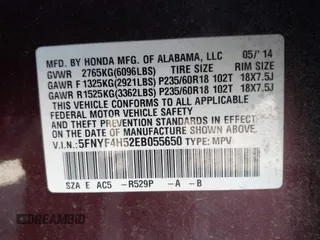 MFD. BY HONDA MFG. OF ALABAMA, LLC 05/'14
GVWR 2765KG(6096LBS) TIRE SIZE RIM SIZE
GAWR F 1325KG(2921LBS) P235/60R18 102T 18X7.5J
GAWR R1525KG(3362LBS) P235/60R18 102T 18X7.5J
THIS VEHICLE CONFORMS TO ALL APPLICABLE
FEDERAL MOTOR VEHICLE SAFETY AND THEFT
PREVENTION STANDARDS IN EFFECT ON THE DATE
OF MANUFACTURE SHOWN ABOVE.
V.I.N.: 5FNYF4H52EB055650 TYPE: MPV
SZA E AC5 -R529P -A -B
DREAMBID